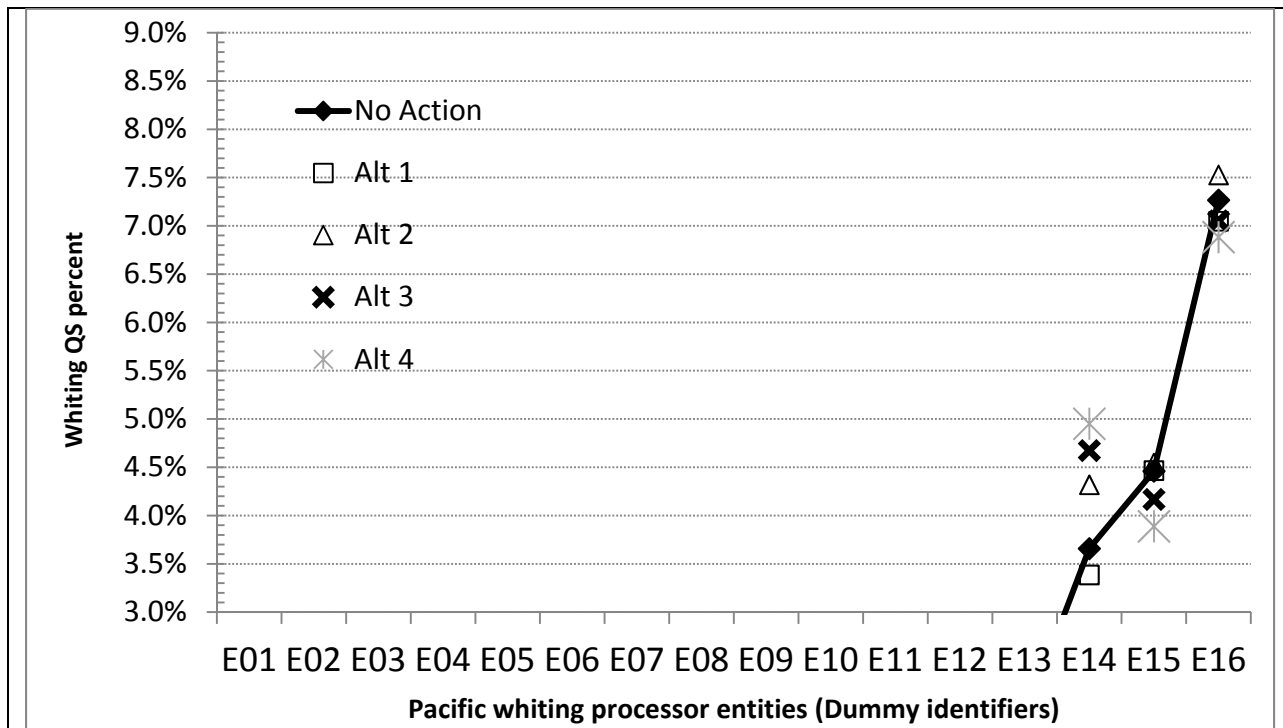 9.0%
8.5%
8.0%
7.5%
7.0%
6.5%
6.0%
5.5%
5.0%
4.5%
4.0%
3.5%
3.0%
Whiting QS percent
No Action
Alt 1
Alt 2
Alt 3
Alt 4
E01 E02 E03 E04 E05 E06 E07 E08 E09 E10 E11 E12 E13 E14 E15 E16
Pacific whiting processor entities (Dummy identifiers)